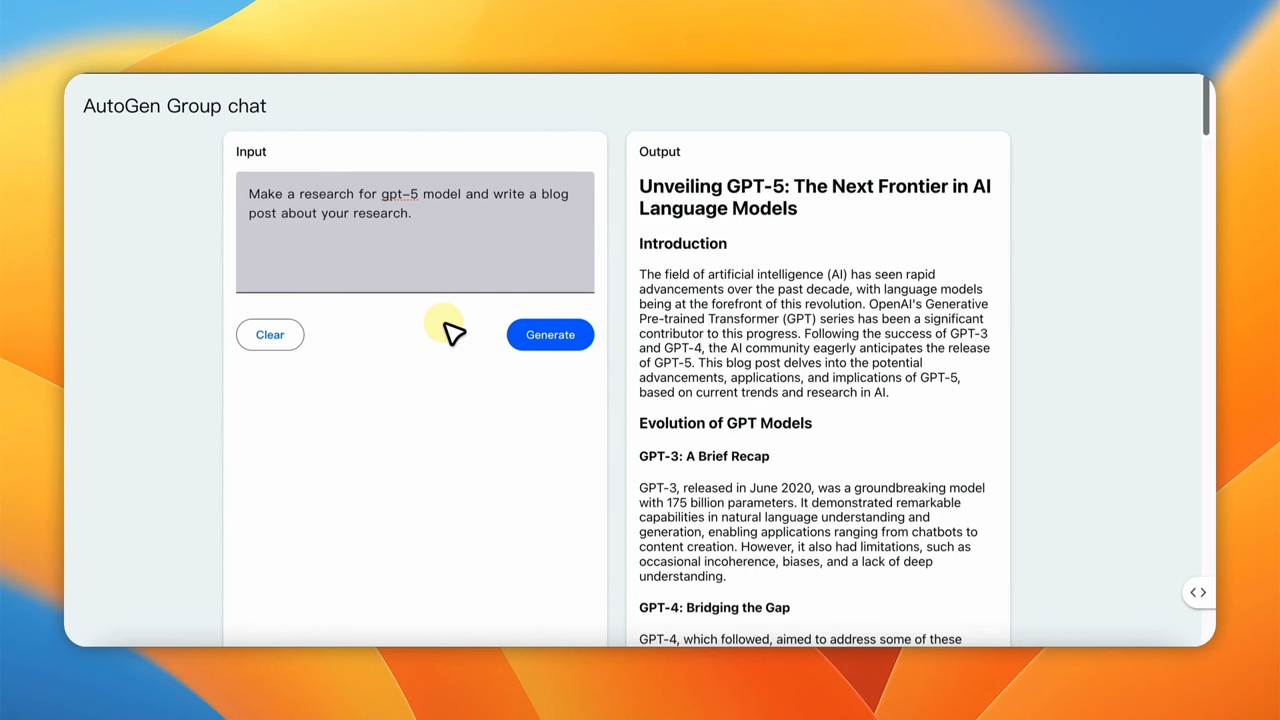 AutoGen Group chat
Input
Make a research for gpt-5 model and write a blog
post about your research.
Clear
Generate
Output
Unveiling GPT-5: The Next Frontier in AI
Language Models
Introduction
The field of artificial intelligence (AI) has seen rapid
advancements over the past decade, with language models
being at the forefront of this revolution. OpenAI's Generative
Pre-trained Transformer (GPT) series has been a significant
contributor to this progress. Following the success of GPT-3
and GPT-4, the AI community eagerly anticipates the release
of GPT-5. This blog post delves into the potential
advancements, applications, and implications of GPT-5,
based on current trends and research in AI.
Evolution of GPT Models
GPT-3: A Brief Recap
GPT-3, released in June 2020, was a groundbreaking model
with 175 billion parameters. It demonstrated remarkable
capabilities in natural language understanding and
generation, enabling applications ranging from chatbots to
content creation. However, it also had limitations, such as
occasional incoherence, biases, and a lack of deep
understanding.
GPT-4: Bridging the Gap
GPT-4, which followed, aimed to address some of these